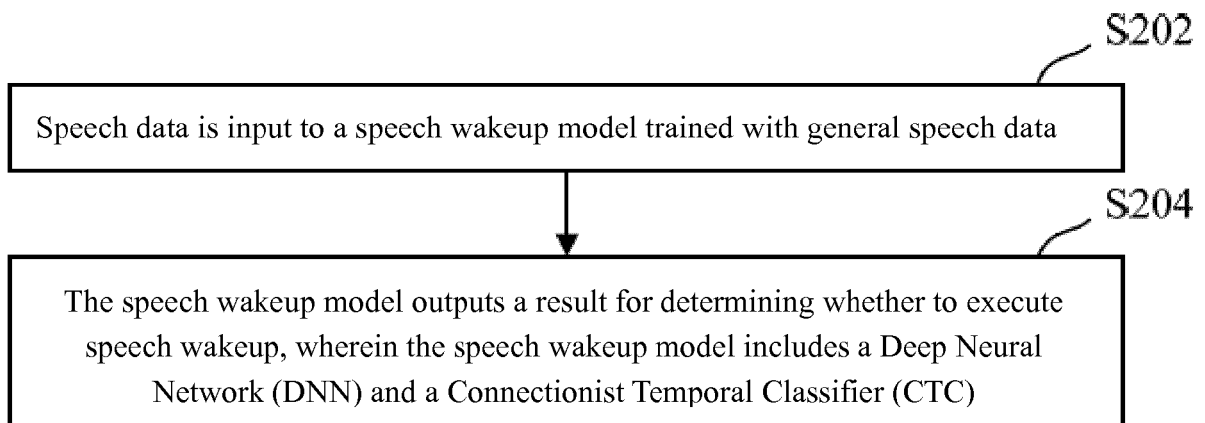 S202
Speech data is input to a speech wakeup model trained with general speech data
S204
The speech wakeup model outputs a result for determining whether to execute
speech wakeup, wherein the speech wakeup model includes a Deep Neural
Network (DNN) and a Connectionist Temporal Classifier (CTC)